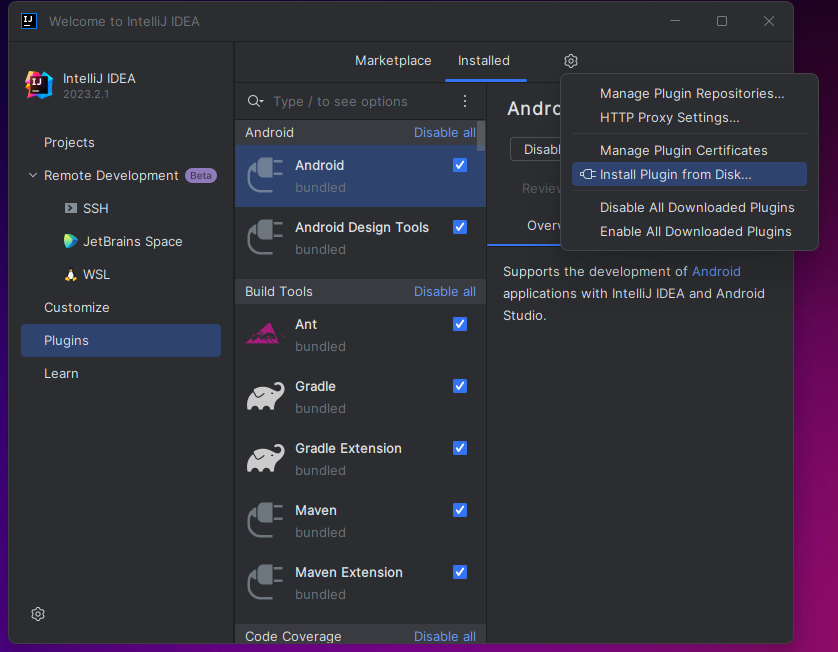 Welcome to IntelliJ IDEA
IntelliJ IDEA
2023.2.1
Projects
Remote Development Beta
SSH
JetBrains Space
WSL
Customize
Plugins
Learn
Marketplace Installed
Type / to see options
Android Disable all
Android
bundled
Android Design Tools
bundled
Build Tools Disable all
Ant
bundled
Gradle
bundled
Gradle Extension
bundled
Maven
bundled
Maven Extension
bundled
Code Coverage Disable all
Andro
Disabl
Review
Overv
Supports the development of Android
applications with IntelliJ IDEA and Android
Studio.
Manage Plugin Repositories...
HTTP Proxy Settings...
Manage Plugin Certificates
Install Plugin from Disk...
Disable All Downloaded Plugins
Enable All Downloaded Plugins